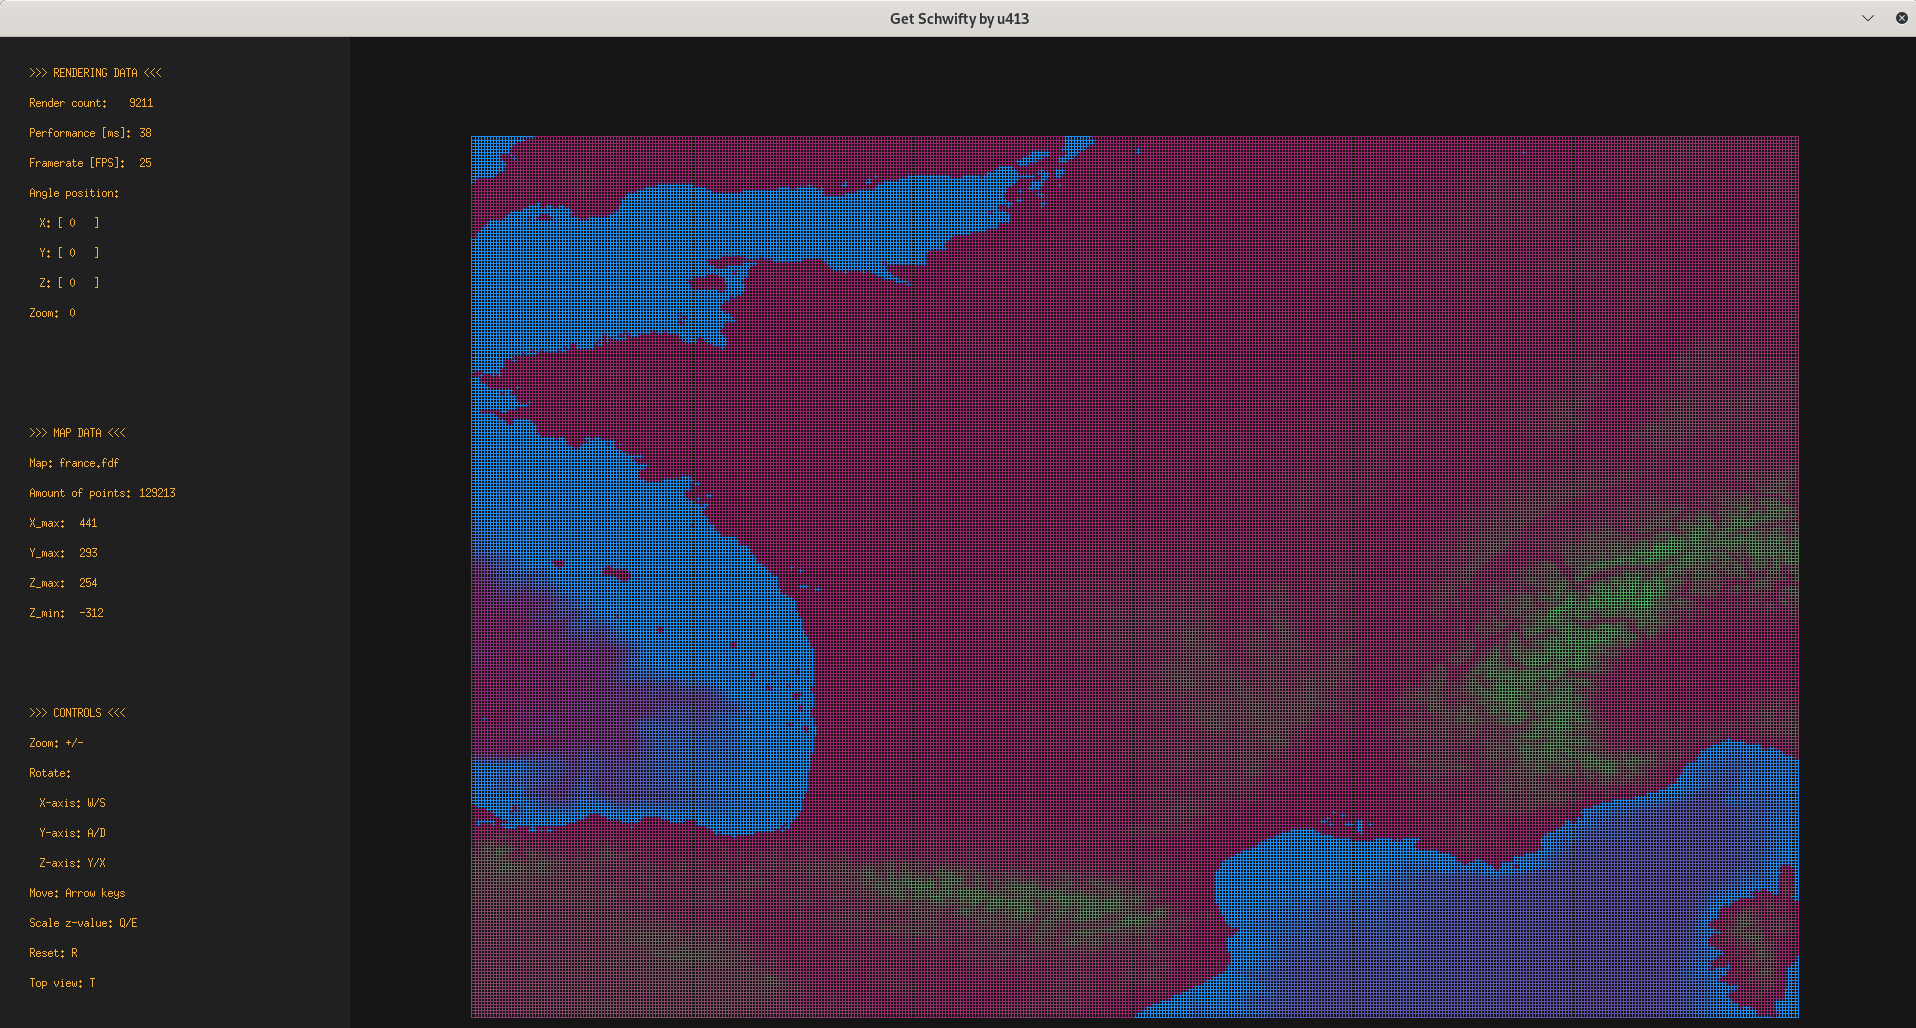 Get Schwifty by u413
>>> RENDERING DATA <<<
Render count: 9211
Performance [ms]: 38
Framerate [FPS]: 25
Angle position:
X: [ 0 ]
Y: [ 0 ]
Z: [ 0 ]
Zoom: 0
>>> MAP DATA <<<
Map: france.fdf
Amount of points: 129213
X_max: 441
Y_max: 293
Z_max: 254
Z_min: -312
>>> CONTROLS <<<
Zoom: +/-
Rotate:
X-axis: W/S
Y-axis: A/D
Z-axis: Y/X
Move: Arrow keys
Scale z-value: Q/E
Reset: R
Top view: T